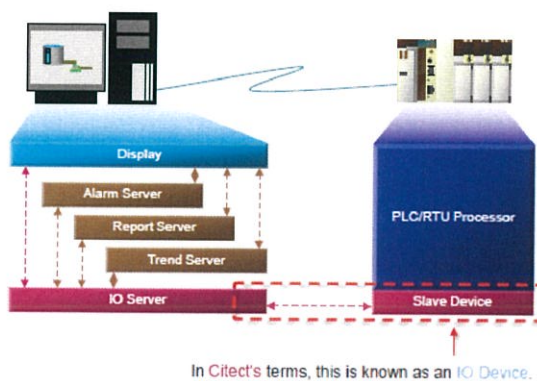 Display
Alarm Server
Report Server
Trend Server
IO Server
PLC/RTU Processor
Slave Device
In Citect's terms, this is known as an IO Device.